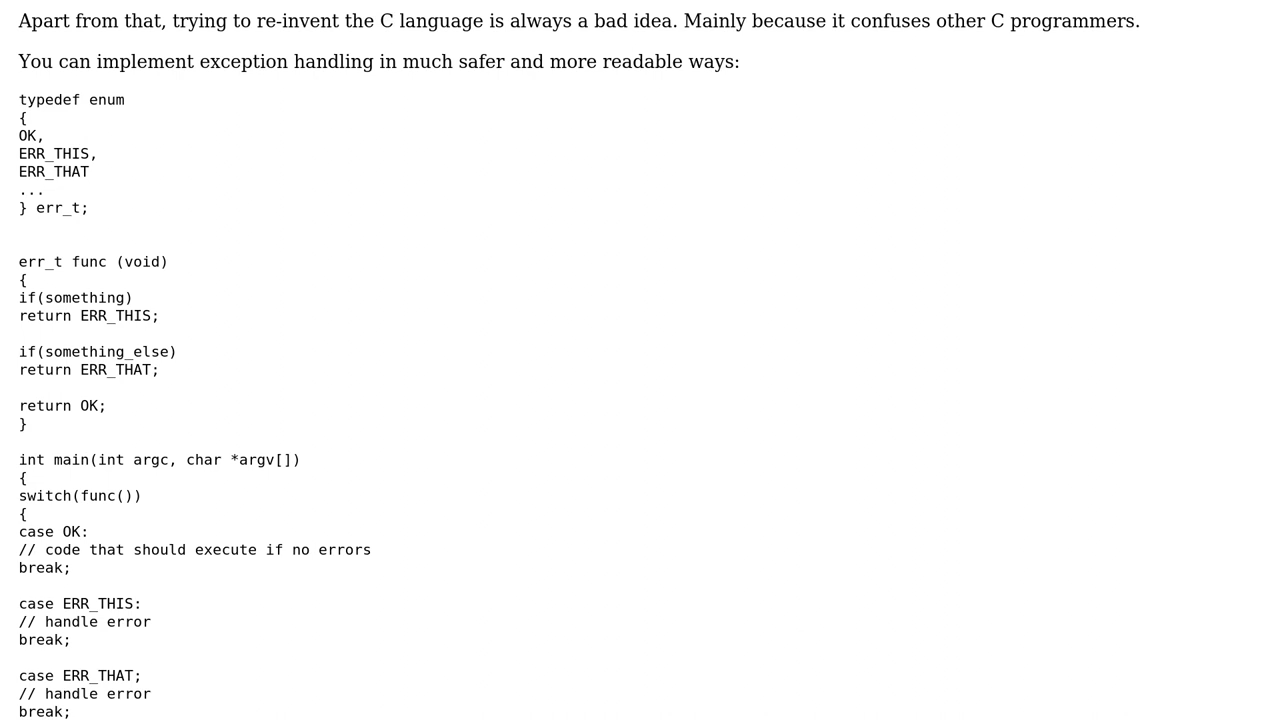 Apart from that, trying to re-invent the C language is always a bad idea. Mainly because it confuses other C programmers.
You can implement exception handling in much safer and more readable ways:
typedef enum
{
OK,
ERR_THIS,
ERR_THAT
...
} err_t;
err_t func (void)
{
if(something)
return ERR_THIS;
if(something_else)
return ERR_THAT;
return OK;
}
int main(int argc, char *argv[])
{
switch(func())
{
case OK:
// code that should execute if no errors
break;
case ERR_THIS:
// handle error
break;
case ERR_THAT;
// handle error
break;